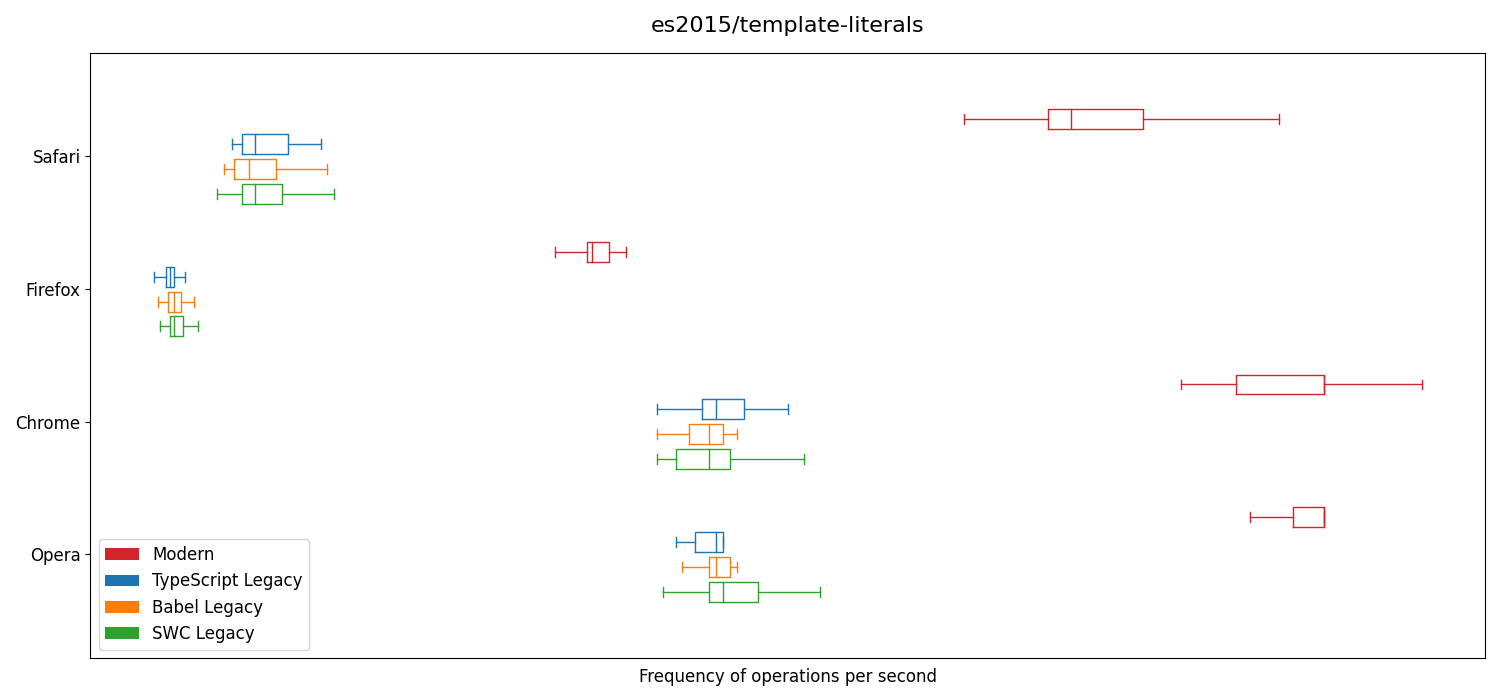 es2015/template-literals
Safari
Firefox
Chrome
Opera
Modern
TypeScript Legacy
Babel Legacy
SWC Legacy
Frequency of operations per second